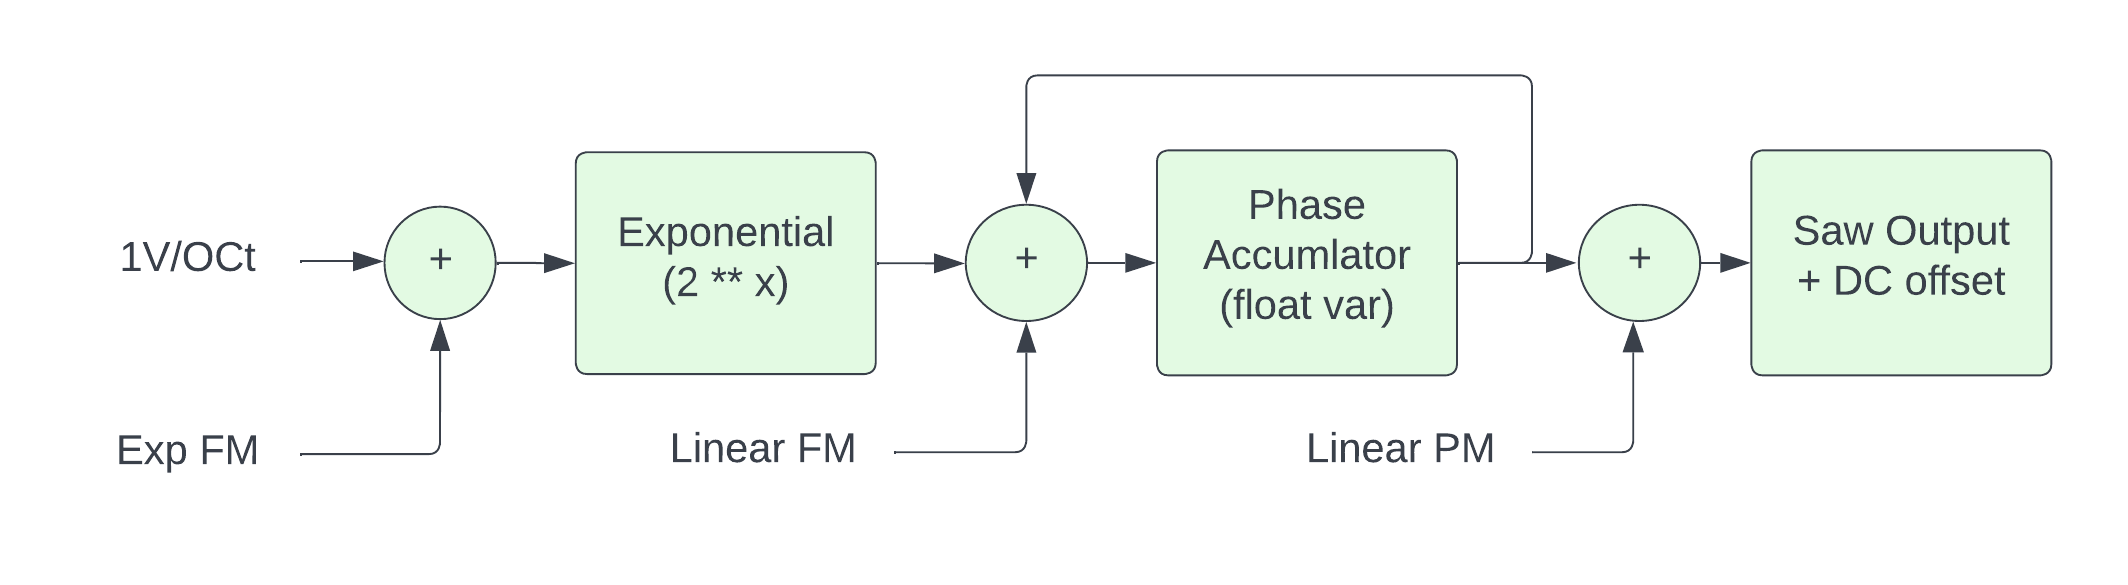 1V/OCt
+
Exponential
(2 ** x)
+
Phase
Accumlator
(float var)
+
Saw Output
+ DC offset
Exp FM
Linear FM
Linear PM